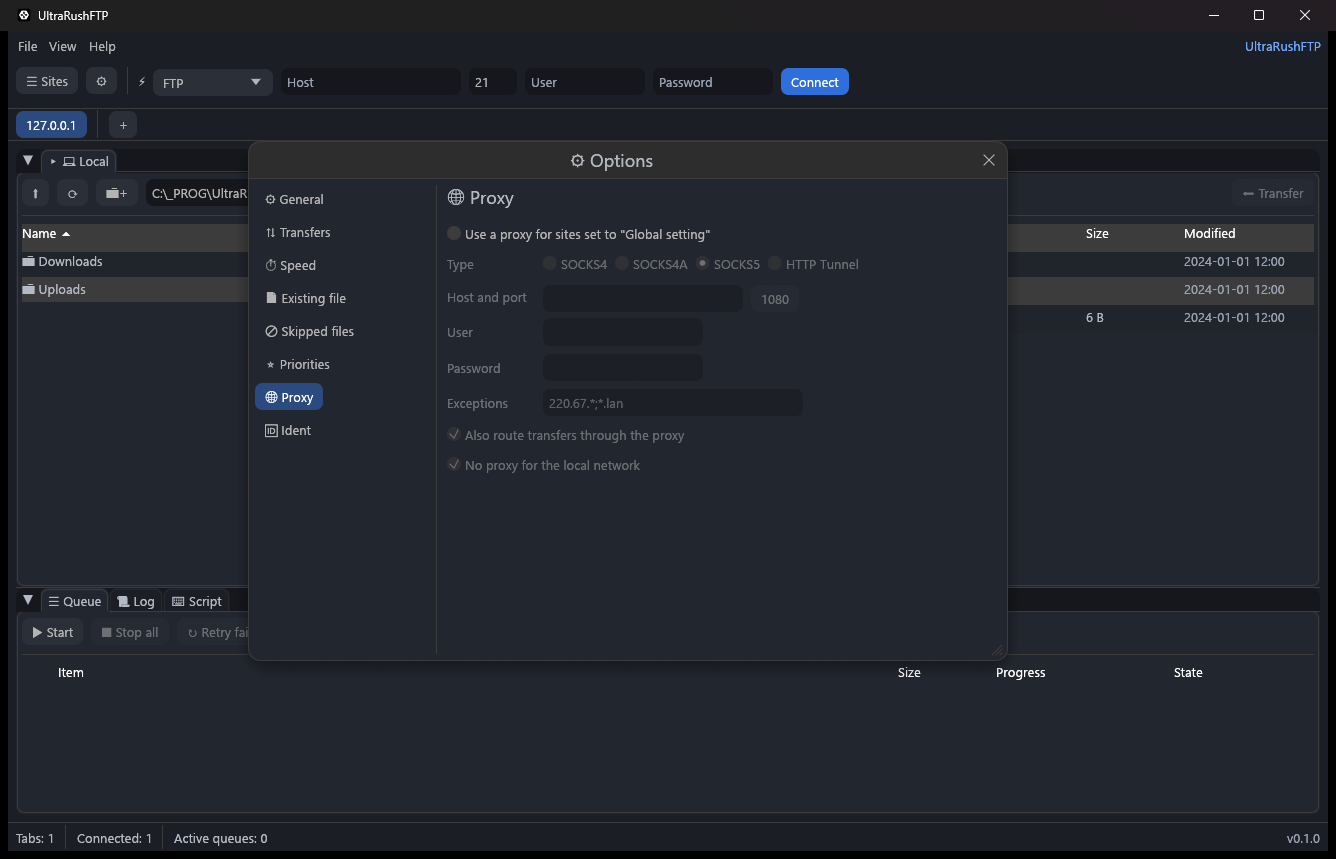 UltraRushFTP
File View Help UltraRushFTP
Sites FTP Host 21 User Password Connect
127.0.0.1 +
Local
C:\_PROG\UltraR Transfer
Name Size Modified
Downloads 2024-01-01 12:00
Uploads 2024-01-01 12:00
6 B 2024-01-01 12:00
Options
General
Transfers
Speed
Existing file
Skipped files
Priorities
Proxy
ID Ident
Proxy
Use a proxy for sites set to "Global setting"
Type SOCKS4 SOCKS4A SOCKS5 HTTP Tunnel
Host and port 1080
User
Password
Exceptions 220.67.*;*.lan
Also route transfers through the proxy
No proxy for the local network
Queue Log Script
Start Stop all Retry fai
Item Size Progress State
Tabs: 1 Connected: 1 Active queues: 0 v0.1.0